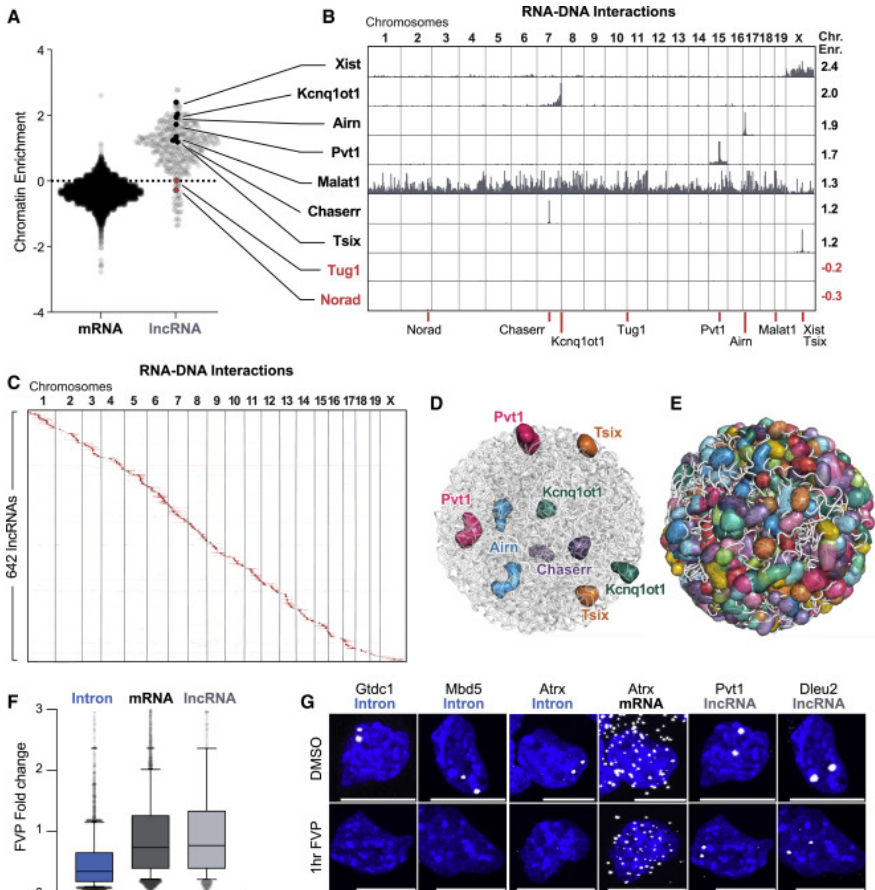 A
4
2
0
-2
-4
Chromatin Enrichment
mRNA
lncRNA
Xist
Kcnq1ot1
Airn
Pvt1
Malat1
Chaserr
Tsix
Tug1
Norad
B
RNA-DNA Interactions
Chromosomes
1 2 3 4 5 6 7 8 9 10 11 12 13 14 15 16 17 18 19 X
Chr.
Enr.
2.4
2.0
1.9
1.7
1.3
1.2
1.2
-0.2
-0.3
Norad
Chaserr
Kcnq1ot1
Tug1
Pvt1
Airn
Malat1
Xist
Tsix
C
RNA-DNA Interactions
Chromosomes
1 2 3 4 5 6 7 8 9 10 11 12 13 14 15 16 17 18 19 X
642 lncRNAs
D
Pvt1
Tsix
Pvt1
Kcnq1ot1
Airn
Chaserr
Kcnq1ot1
Tsix
E
F
Intron mRNA lncRNA
3
2
1
FVP Fold change
G
Gtdc1
Intron
Mbd5
Intron
Atrx
Intron
Atrx
mRNA
Pvt1
lncRNA
Dleu2
lncRNA
DMSO
1hr FVP